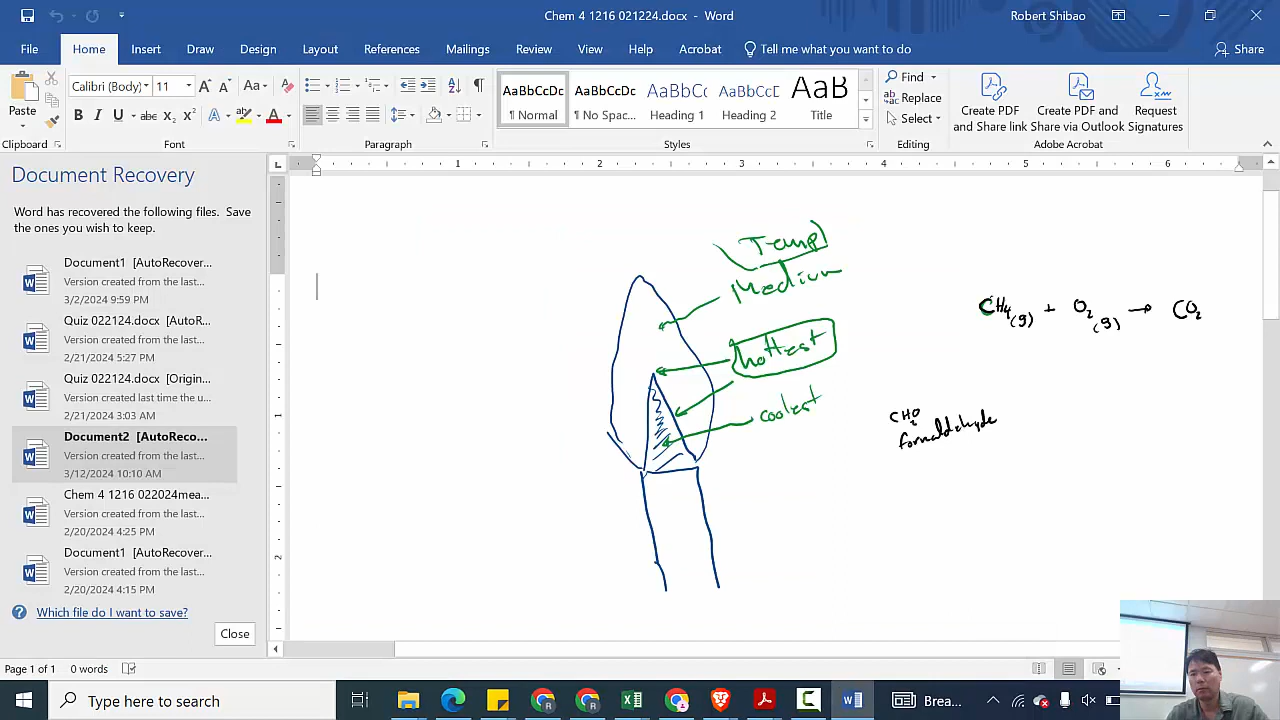 Chem 4 1216 021224.docx - Word
Robert Shibao
File Home Insert Draw Design Layout References Mailings Review View Help Acrobat Tell me what you want to do Share
Paste
Clipboard
Calibri (Body) 11
Font
Paragraph
AaBbCcDc
¶ Normal
AaBbCcDc
¶ No Spac...
AaBbCc
Heading 1
AaBbCcE
Heading 2
AaB
Title
Styles
Find
Replace
Select
Editing
Create PDF
and Share link
Create PDF and
Share via Outlook
Request
Signatures
Adobe Acrobat
1 2 3 4 5 6
Document Recovery
Word has recovered the following files. Save
the ones you wish to keep.
Document1 [AutoRecover...
Version created from the last...
3/2/2024 9:59 PM
Quiz 022124.docx [AutoR...
Version created from the last...
2/21/2024 5:27 PM
Quiz 022124.docx [Origin...
Version created from the last time the u...
2/21/2024 3:03 AM
Document2 [AutoReco...
Version created from the last...
3/12/2024 10:10 AM
Chem 4 1216 022024mea...
Version created from the last...
2/20/2024 4:25 PM
Document1 [AutoRecover...
Version created from the last...
2/20/2024 4:15 PM
Which file do I want to save?
Close
1
2
Temp
Medium
hottest
coolest
CH4(g) + O2(g) → CO2
CH2O
formaldehyde
Page 1 of 1 0 words
Type here to search
Brea...